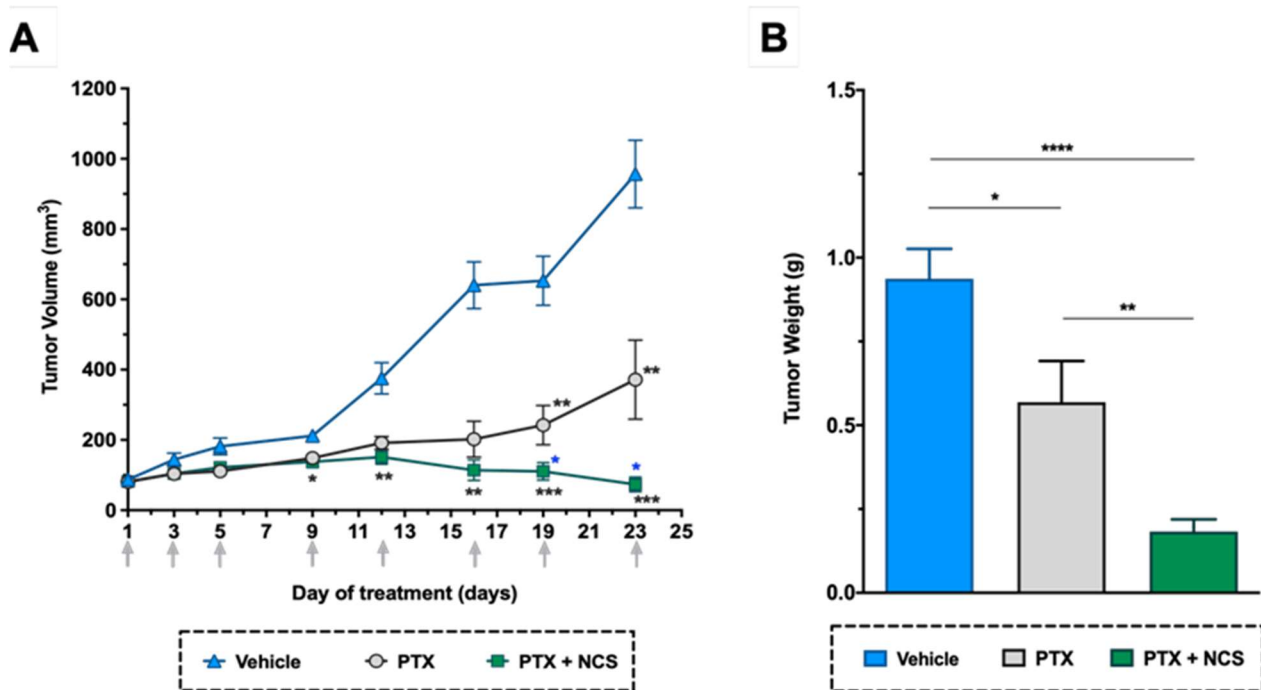 A
B
1200
1000
800
600
400
200
0
Tumor Volume (mm³)
**
**
*
*
*
**
**
***
***
1 3 5 7 9 11 13 15 17 19 21 23 25
Day of treatment (days)
Vehicle PTX PTX + NCS
1.5
1.0
0.5
0.0
Tumor Weight (g)
****
*
**
Vehicle PTX PTX + NCS